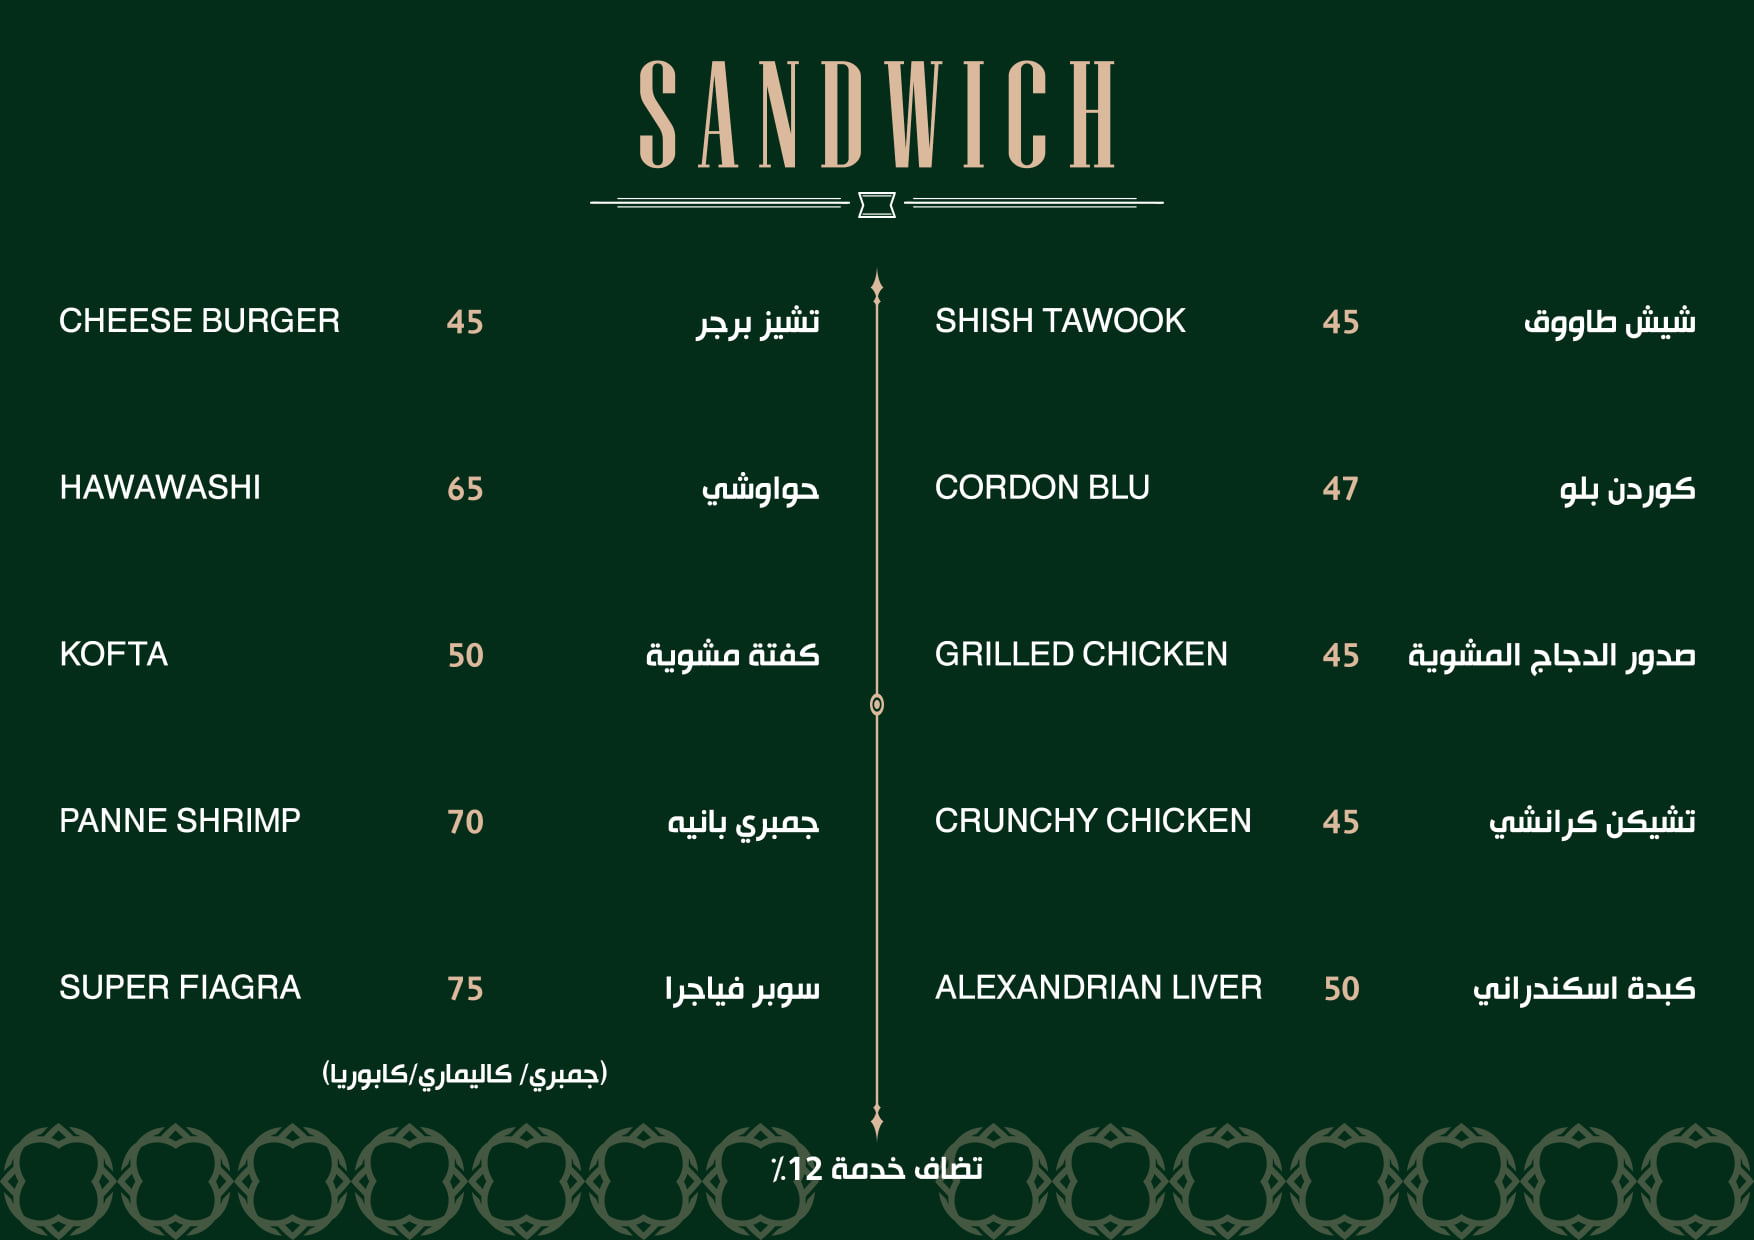 SANDWICH
CHEESE BURGER 45 تشيز برجر
HAWAWASHI 65 حواوشي
KOFTA 50 كفتة مشوية
PANNE SHRIMP 70 جمبري بانيه
SUPER FIAGRA 75 سوبر فياجرا
(جمبري/ كاليماري/كابوريا)
SHISH TAWOOK 45 شيش طاووق
CORDON BLU 47 كوردن بلو
GRILLED CHICKEN 45 صدور الدجاج المشوية
CRUNCHY CHICKEN 45 تشيكن كرانشي
ALEXANDRIAN LIVER 50 كبدة اسكندراني
تضاف خدمة 12٪